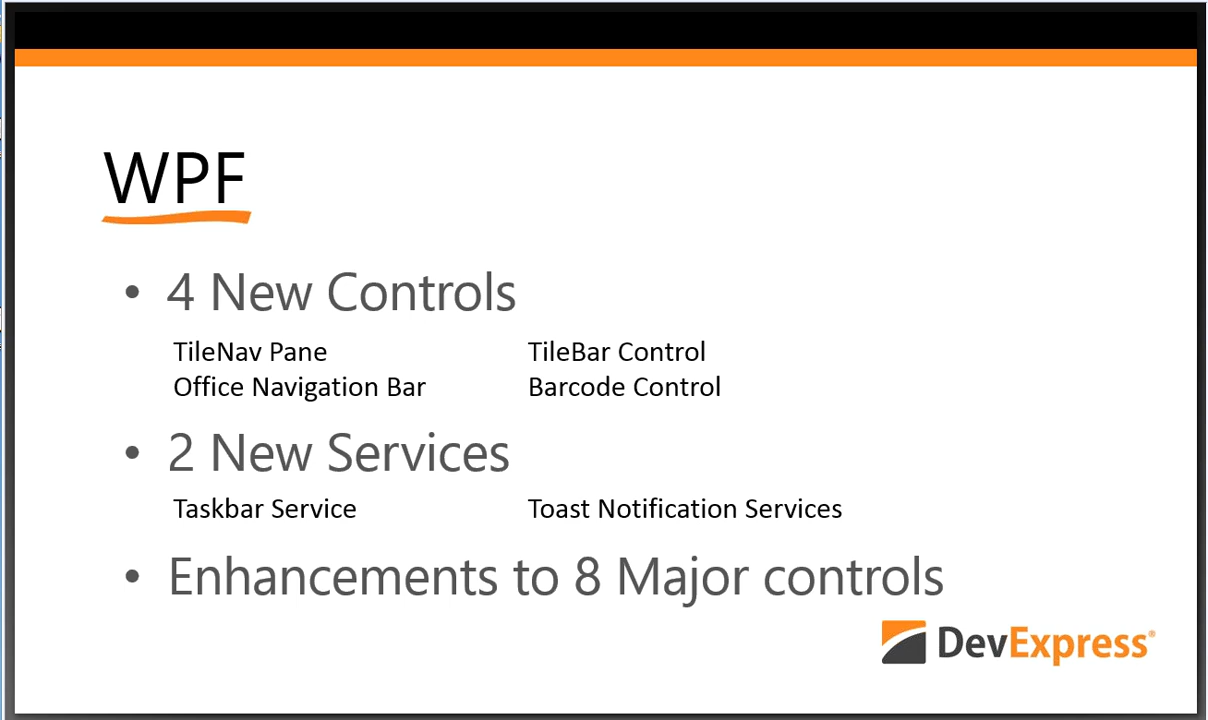 WPF
• 4 New Controls
TileNav Pane TileBar Control
Office Navigation Bar Barcode Control
• 2 New Services
Taskbar Service Toast Notification Services
• Enhancements to 8 Major controls
DevExpress®